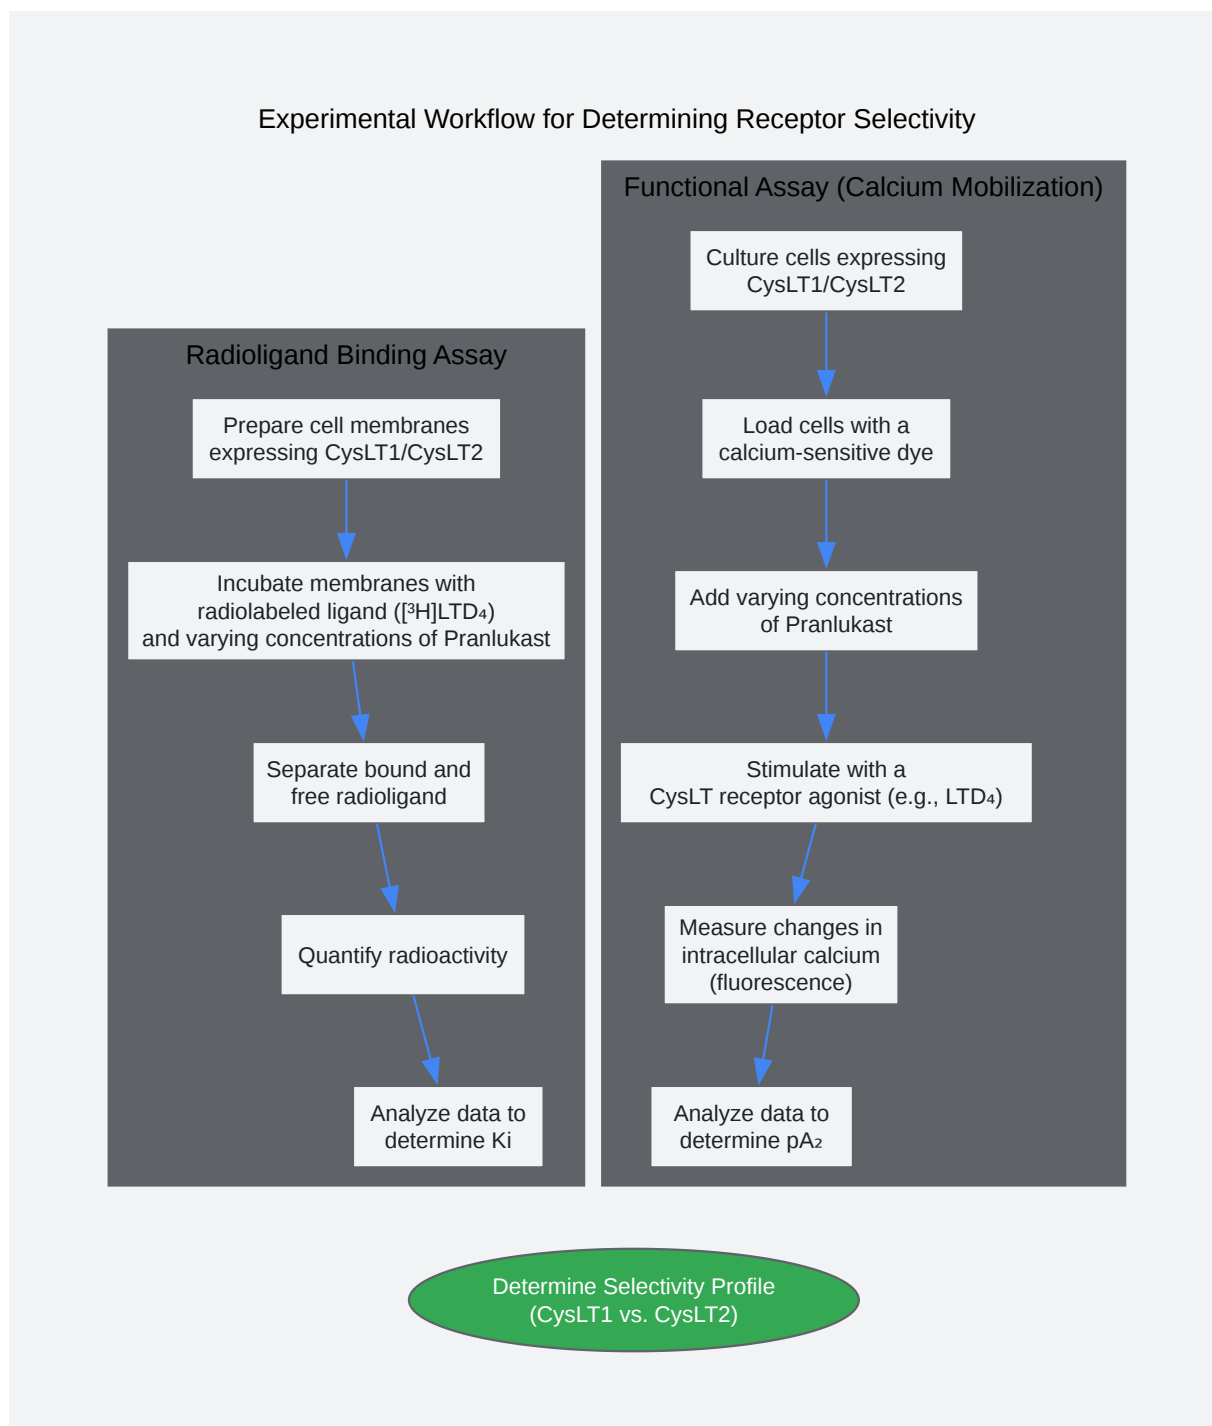 Experimental Workflow for Determining Receptor Selectivity
Radioligand Binding Assay
Prepare cell membranes
expressing CysLT1/CysLT2
Incubate membranes with
radiolabeled ligand ([³H]LTD₄)
and varying concentrations of Pranlukast
Separate bound and
free radioligand
Quantify radioactivity
Analyze data to
determine Ki
Functional Assay (Calcium Mobilization)
Culture cells expressing
CysLT1/CysLT2
Load cells with a
calcium-sensitive dye
Add varying concentrations
of Pranlukast
Stimulate with a
CysLT receptor agonist (e.g., LTD₄)
Measure changes in
intracellular calcium
(fluorescence)
Analyze data to
determine pA₂
Determine Selectivity Profile
(CysLT1 vs. CysLT2)